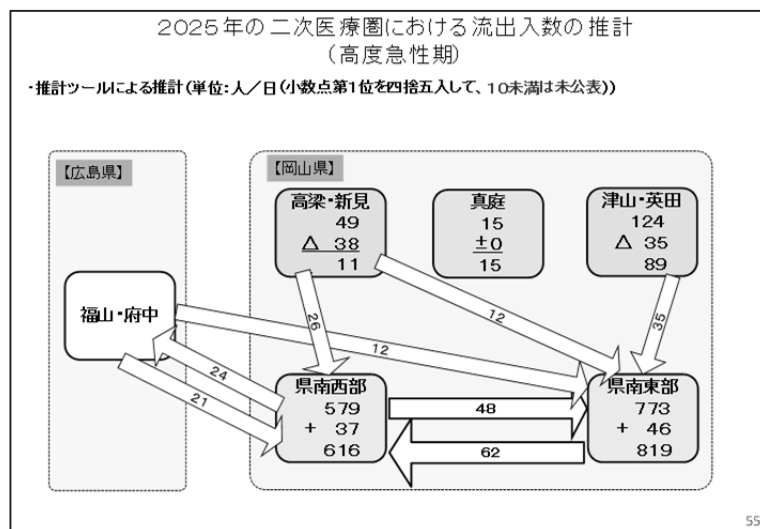 2025年の二次医療圏における流出入数の推計
(高度急性期)
・推計ツールによる推計(単位:人/日(小数点第1位を四捨五入して、10未満は未公表))
【広島県】
【岡山県】
高梁・新見
49
△ 38
11
真庭
15
±0
15
津山・英田
124
△ 35
89
福山・府中
26
12
35
12
24
21
県南西部
579
+ 37
616
48
62
県南東部
773
+ 46
819
55